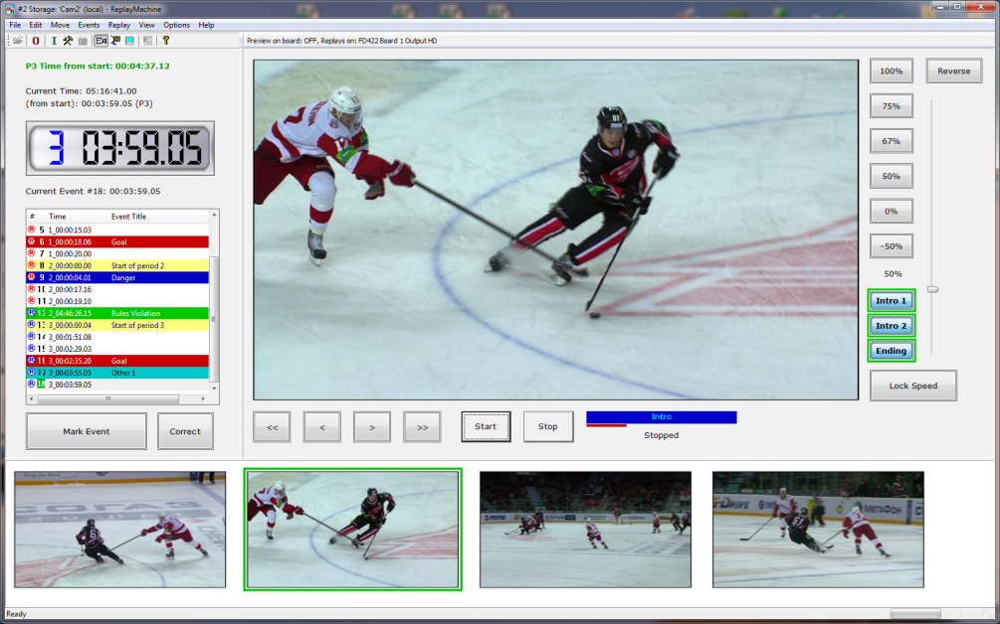 #2 Storage: 'Cam2' (local) - ReplayMachine
File Edit Move Events Replay View Options Help
Preview on board: OFF, Replays on: FD422 Board 1 Output HD
P3 Time from start: 00:04:37.12
Current Time: 05:16:41.00
(from start): 00:03:59.05 (P3)
3 03:59.05
Current Event #18: 00:03:59.05
# Time Event Title
R 5 1_00:00:15.03
R 6 1_00:00:18.06 Goal
R 7 1_00:00:20.00
R 8 2_00:00:00.00 Start of period 2
R 9 2_00:00:04.01 Danger
R 10 2_00:00:17.16
R 11 2_00:00:19.10
R 12 2_04:46:26.15 Rules Violation
R 13 3_00:00:00.04 Start of period 3
R 14 3_00:01:51.08
R 15 3_00:02:29.03
R 16 3_00:02:35.20 Goal
R 17 3_00:03:55.05 Other 1
R 18 3_00:03:59.05
Mark Event
Correct
100%
Reverse
75%
67%
50%
0%
-50%
50%
Intro 1
Intro 2
Ending
Lock Speed
<<
<
>
>>
Start
Stop
Intro
Stopped
81
PEPSI
МЕГАФОН
Ready